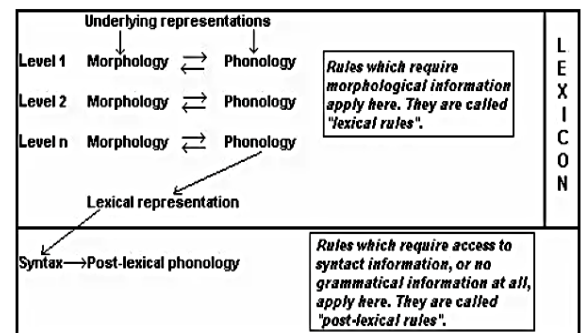 Underlying representations
Level 1 Morphology ⇄ Phonology
Level 2 Morphology ⇄ Phonology
Level n Morphology ⇄ Phonology
Rules which require
morphological information
apply here. They are called
"lexical rules".
Lexical representation
LEXICON
Syntax→Post-lexical phonology
Rules which require access to
syntact information, or no
grammatical information at all,
apply here. They are called
"post-lexical rules".